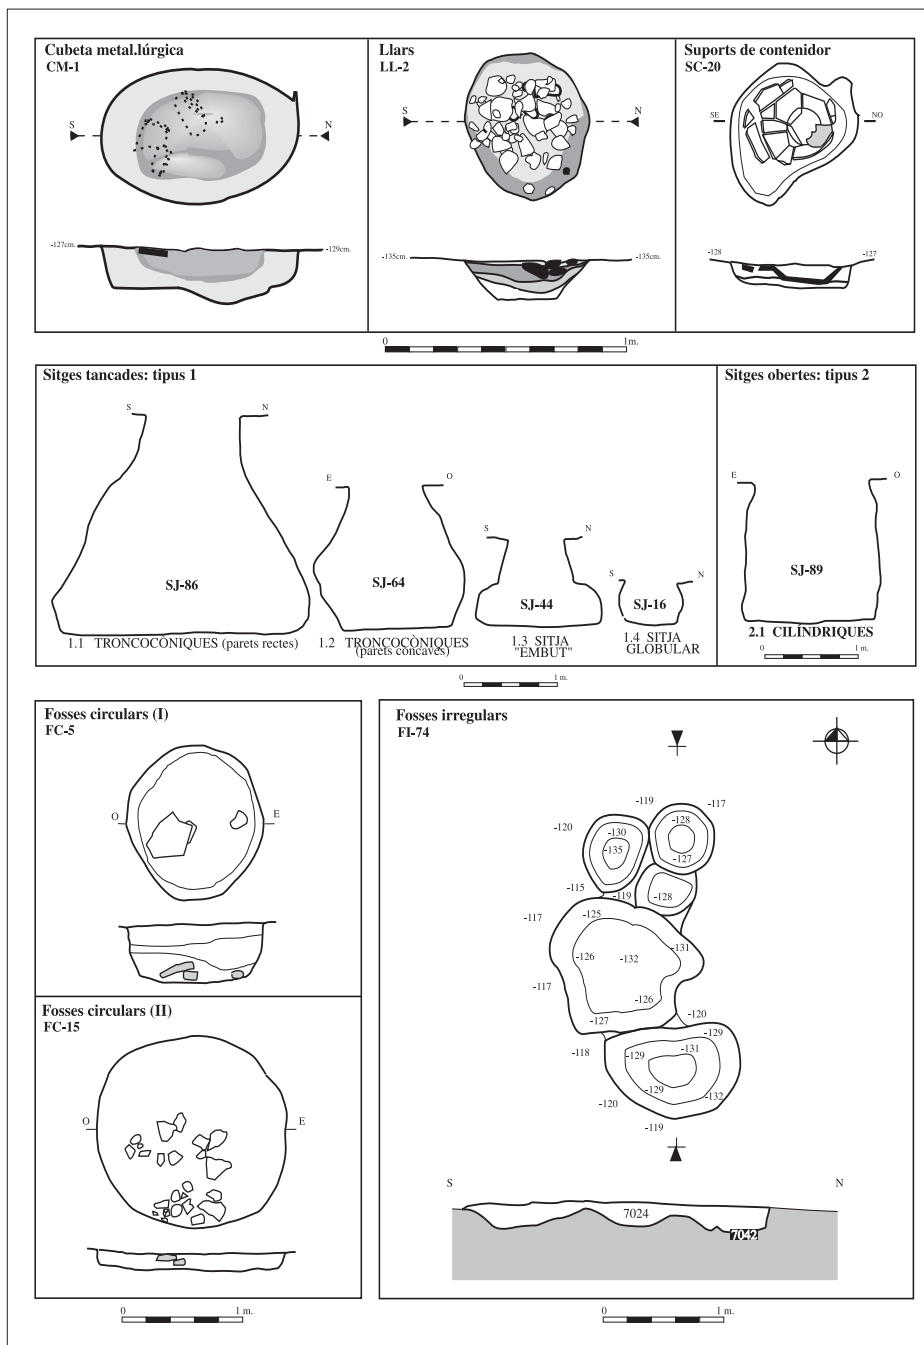 Cubeta metal.lúrgica
CM-1
S
N
-127cm.
-129cm.
Llars
LL-2
S
N
-135cm.
-135cm.
Suports de contenidor
SC-20
SE
NO
-128
-127
0
1m.
Sitges tancades: tipus 1
S
N
SJ-86
1.1 TRONCOCÒNIQUES (parets rectes)
E
O
SJ-64
1.2 TRONCOCÒNIQUES
(parets còncaves)
S
N
SJ-44
1.3 SITJA
"EMBUT"
S
N
SJ-16
1.4 SITJA
GLOBULAR
Sitges obertes: tipus 2
E
O
SJ-89
2.1 CILÍNDRIQUES
0
1 m.
0
1 m.
Fosses circulars (I)
FC-5
O
E
Fosses circulars (II)
FC-15
O
E
0
1 m.
Fosses irregulars
FI-74
-119
-117
-120
-130
-128
-135
-127
-115
-119
-128
-117
-125
-131
-126
-132
-117
-126
-127
-120
-129
-118
-129
-131
-129
-132
-120
-119
S
N
7024
7042
0
1 m.